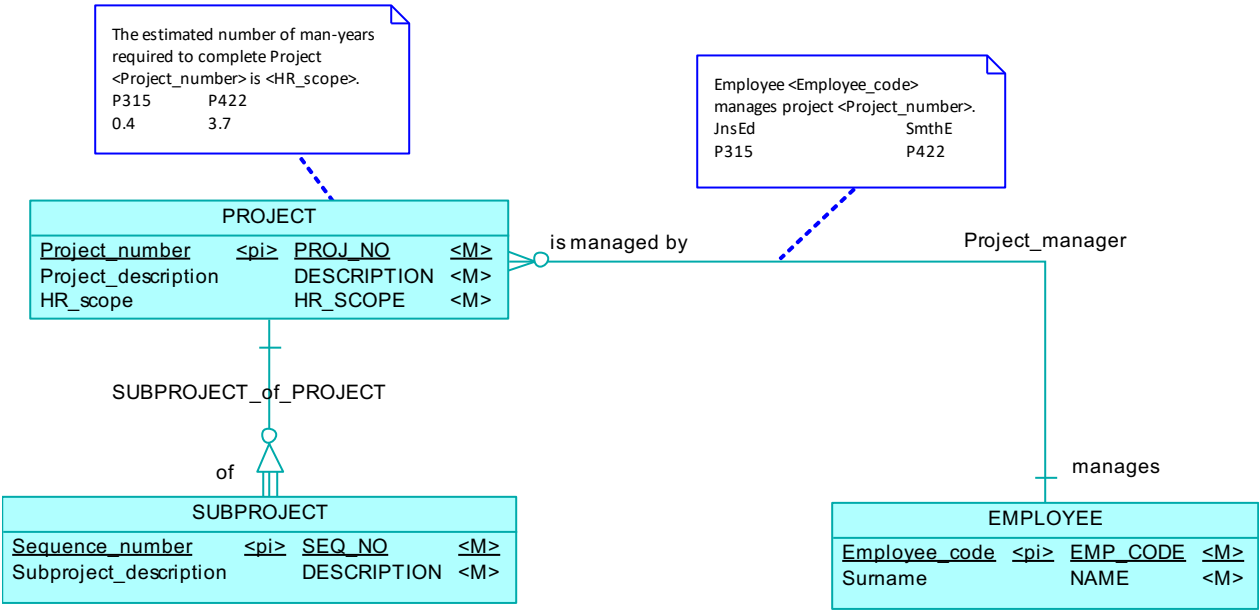 The estimated number of man-years
required to complete Project
<Project_number> is <HR_scope>.
P315 P422
0.4 3.7
Employee <Employee_code>
manages project <Project_number>.
JnsEd SmthE
P315 P422
PROJECT
Project_number <pi> PROJ_NO <M>
Project_description DESCRIPTION <M>
HR_scope HR_SCOPE <M>
is managed by
Project_manager
SUBPROJECT_of_PROJECT
of
manages
SUBPROJECT
Sequence_number <pi> SEQ_NO <M>
Subproject_description DESCRIPTION <M>
EMPLOYEE
Employee_code <pi> EMP_CODE <M>
Surname NAME <M>